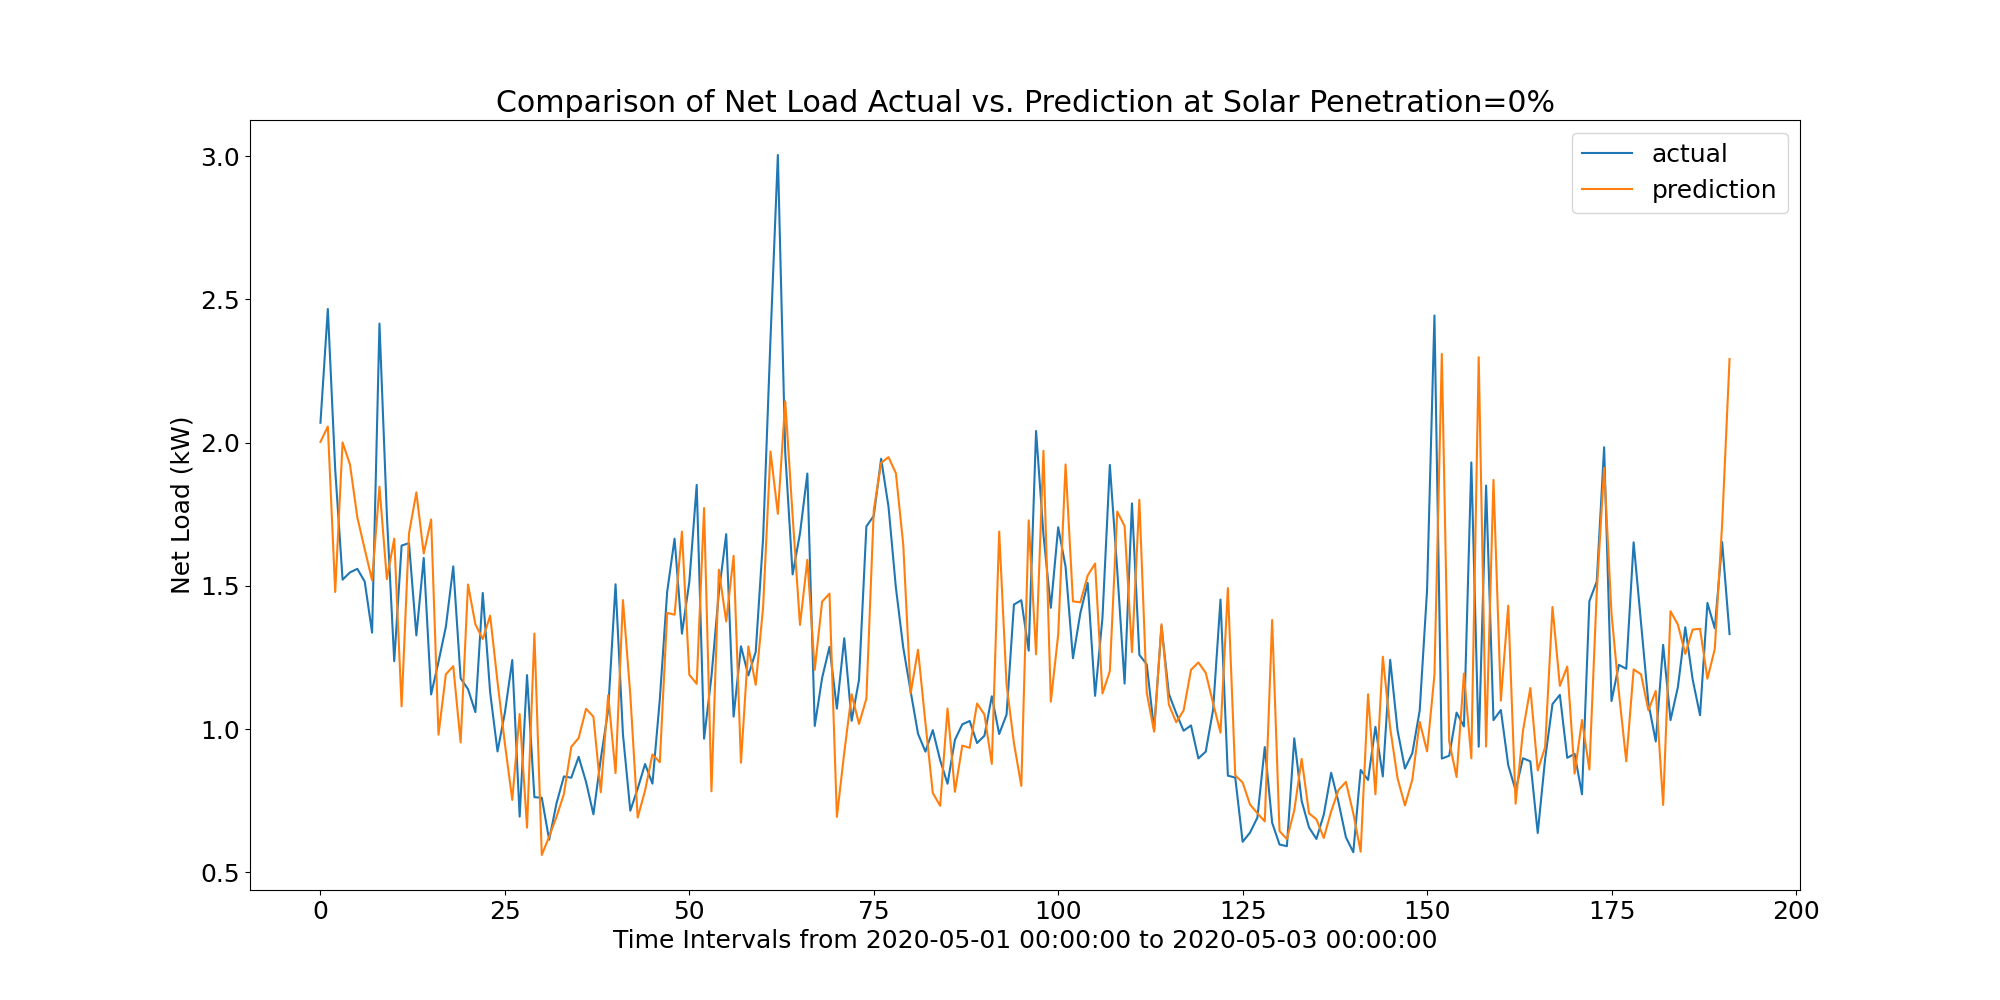 Comparison of Net Load Actual vs. Prediction at Solar Penetration=0%
actual
prediction
3.0
2.5
2.0
1.5
1.0
0.5
Net Load (kW)
0 25 50 75 100 125 150 175 200
Time Intervals from 2020-05-01 00:00:00 to 2020-05-03 00:00:00